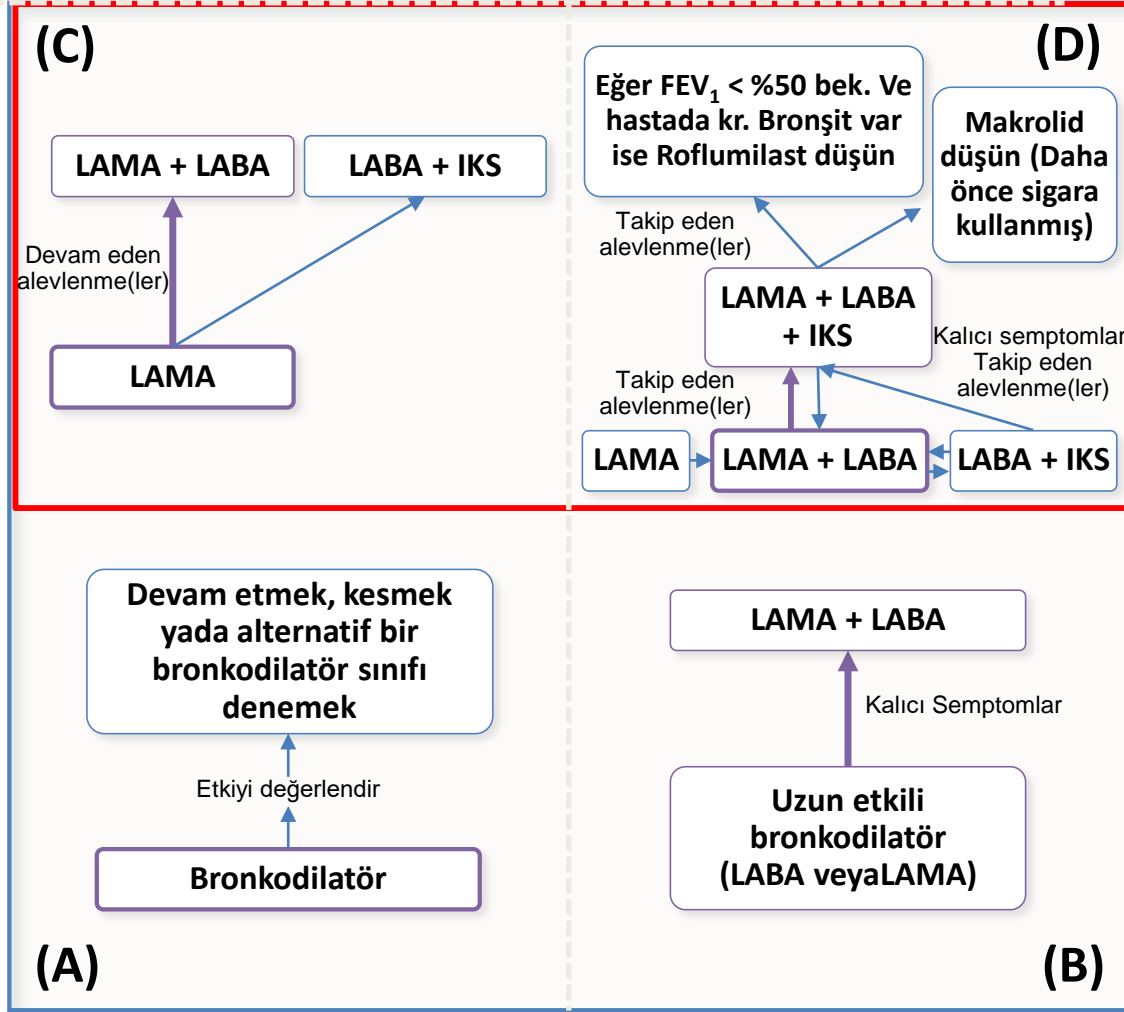 (C)
LAMA + LABA
LABA + IKS
Devam eden
alevlenme(ler)
LAMA
(D)
Eğer FEV₁ < %50 bek. Ve
hastada kr. Bronşit var
ise Roflumilast düşün
Makrolid
düşün (Daha
önce sigara
kullanmış)
Takip eden
alevlenme(ler)
LAMA + LABA
+ IKS
Kalıcı semptomlar
Takip eden
alevlenme(ler)
Takip eden
alevlenme(ler)
LAMA
LAMA + LABA
LABA + IKS
Devam etmek, kesmek
yada alternatif bir
bronkodilatör sınıfı
denemek
Etkiyi değerlendir
Bronkodilatör
(A)
LAMA + LABA
Kalıcı Semptomlar
Uzun etkili
bronkodilatör
(LABA veyaLAMA)
(B)